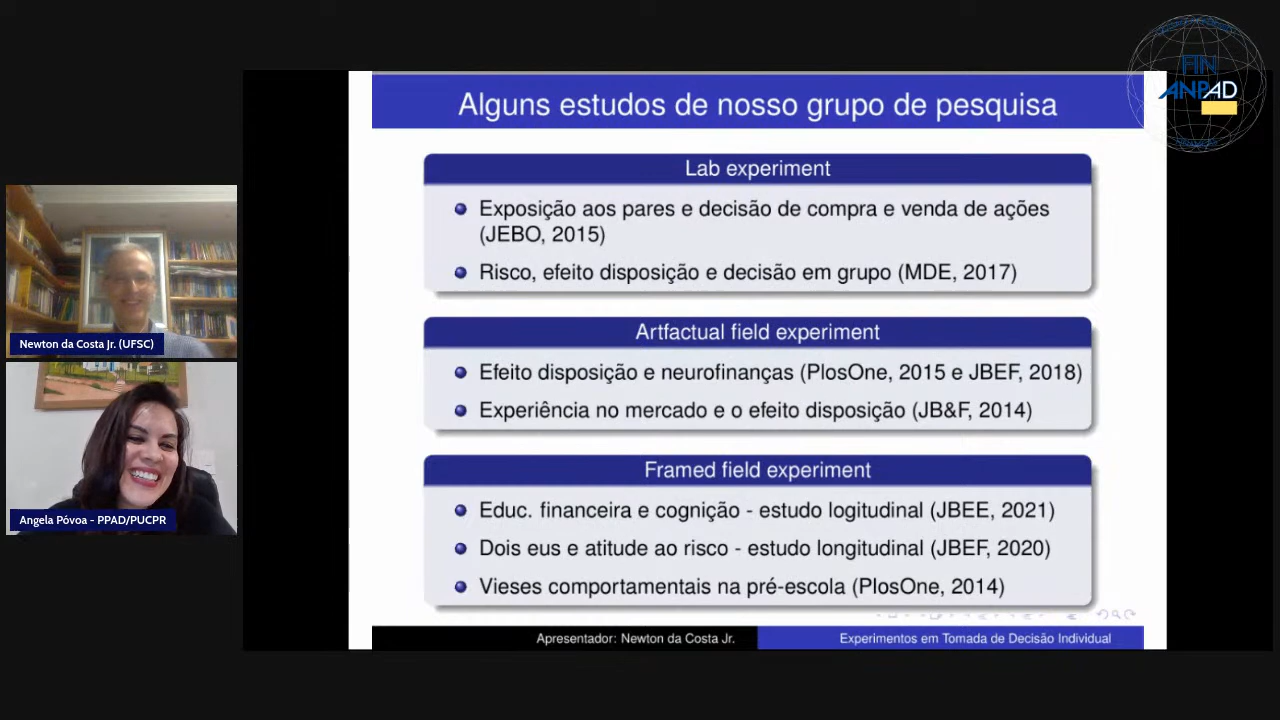 FIN
ANPAD
Alguns estudos de nosso grupo de pesquisa
Lab experiment
Exposição aos pares e decisão de compra e venda de ações
(JEBO, 2015)
Risco, efeito disposição e decisão em grupo (MDE, 2017)
Artfactual field experiment
Efeito disposição e neurofinanças (PlosOne, 2015 e JBEF, 2018)
Experiência no mercado e o efeito disposição (JB&F, 2014)
Framed field experiment
Educ. financeira e cognição - estudo logitudinal (JBEE, 2021)
Dois eus e atitude ao risco - estudo longitudinal (JBEF, 2020)
Vieses comportamentais na pré-escola (PlosOne, 2014)
Apresentador: Newton da Costa Jr.
Experimentos em Tomada de Decisão Individual
Newton da Costa Jr. (UFSC)
Angela Póvoa - PPAD/PUCPR